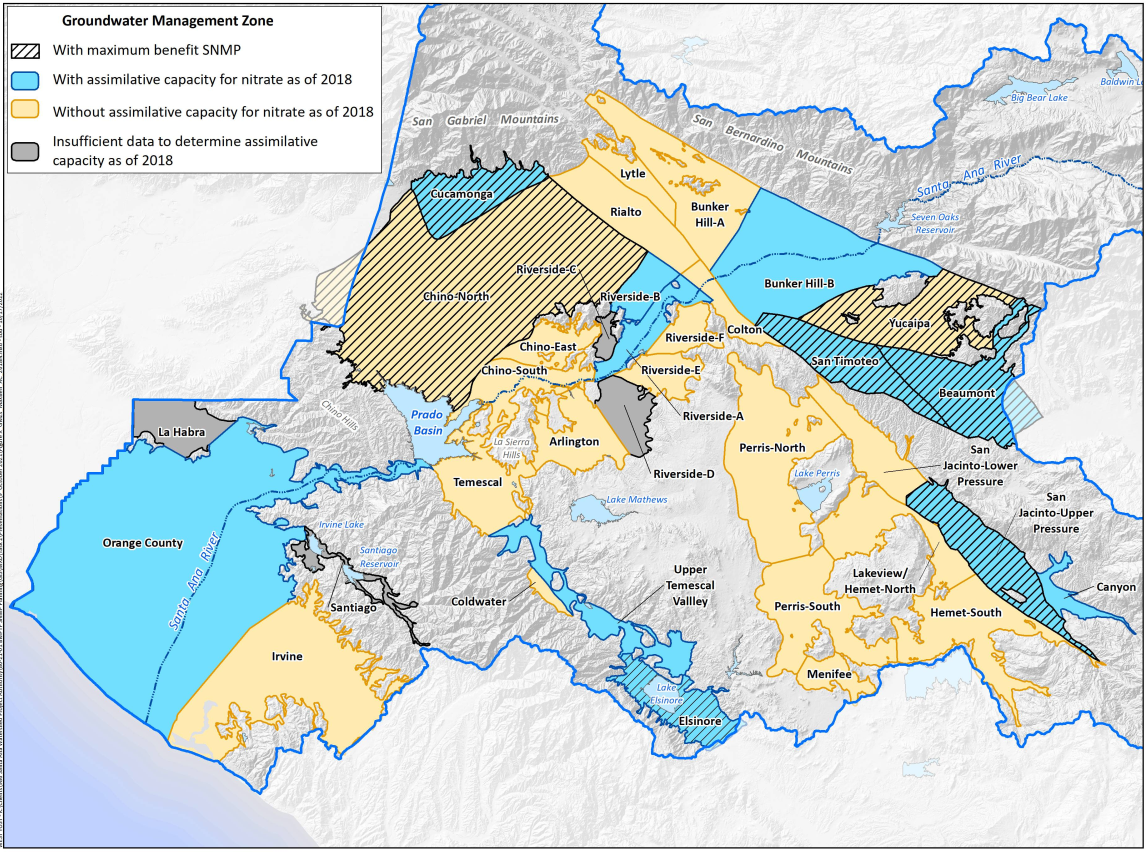 Groundwater Management Zone
With maximum benefit SNMP
With assimilative capacity for nitrate as of 2018
Without assimilative capacity for nitrate as of 2018
Insufficient data to determine assimilative
capacity as of 2018
San Gabriel Mountains
San Bernardino Mountains
Big Bear Lake
Baldwin L
Santa Ana River
Seven Oaks
Reservoir
Lytle
Cucamonga
Rialto
Bunker
Hill-A
Riverside-C
Chino-North
Riverside-B
Bunker Hill-B
Yucaipa
Riverside-F
Colton
Chino-East
Chino-South
Riverside-E
San Timoteo
Beaumont
Riverside-A
Chino Hills
Prado
Basin
La Habra
La Sierra
Hills
Arlington
Perris-North
San
Jacinto-Lower
Pressure
Riverside-D
Temescal
Lake Perris
Lake Mathews
San
Jacinto-Upper
Pressure
Orange County
Santa Ana River
Irvine Lake
Santiago
Reservoir
Santiago
Coldwater
Upper
Temescal
Vallley
Lakeview/
Hemet-North
Canyon
Perris-South
Hemet-South
Irvine
Menifee
Lake
Elsinore
Elsinore